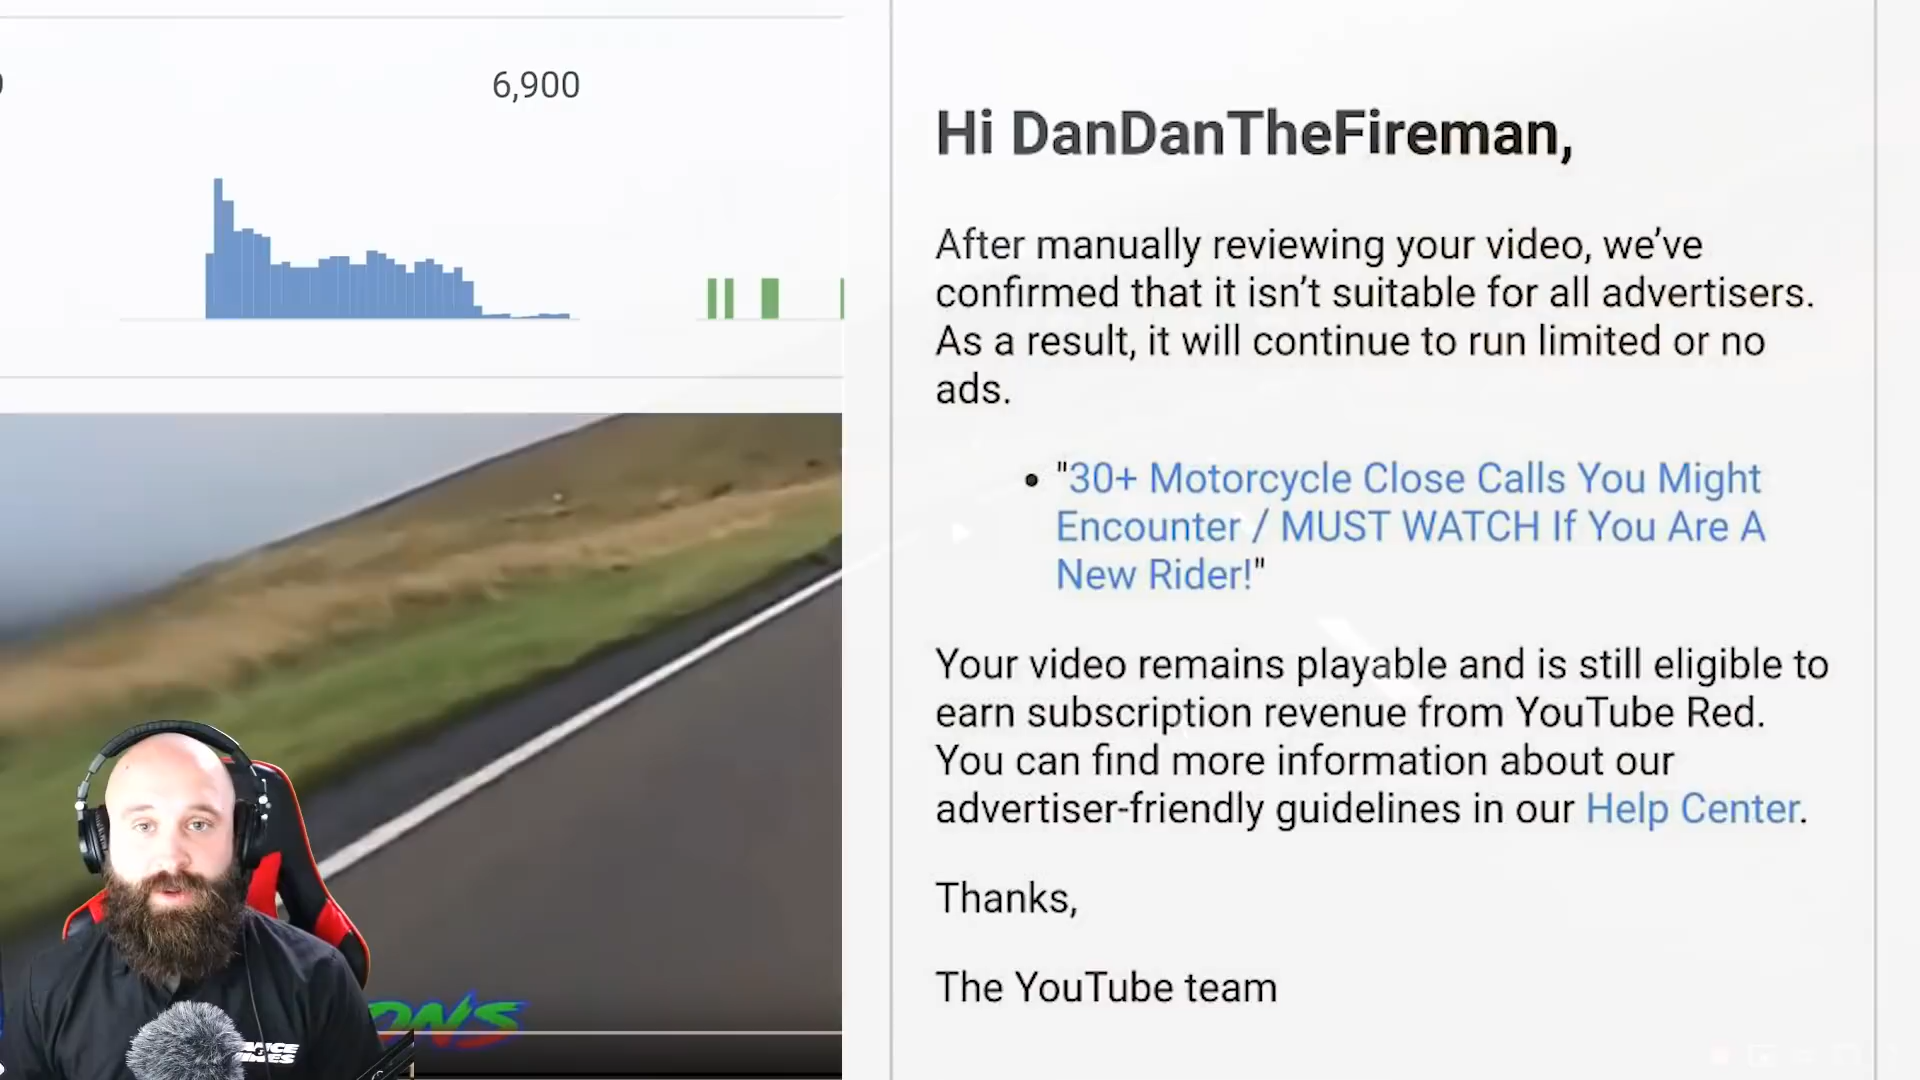 6,900
Hi DanDanTheFireman,
After manually reviewing your video, we’ve
confirmed that it isn’t suitable for all advertisers.
As a result, it will continue to run limited or no
ads.
• "30+ Motorcycle Close Calls You Might
Encounter / MUST WATCH If You Are A
New Rider!"
Your video remains playable and is still eligible to
earn subscription revenue from YouTube Red.
You can find more information about our
advertiser-friendly guidelines in our Help Center.
Thanks,
The YouTube team